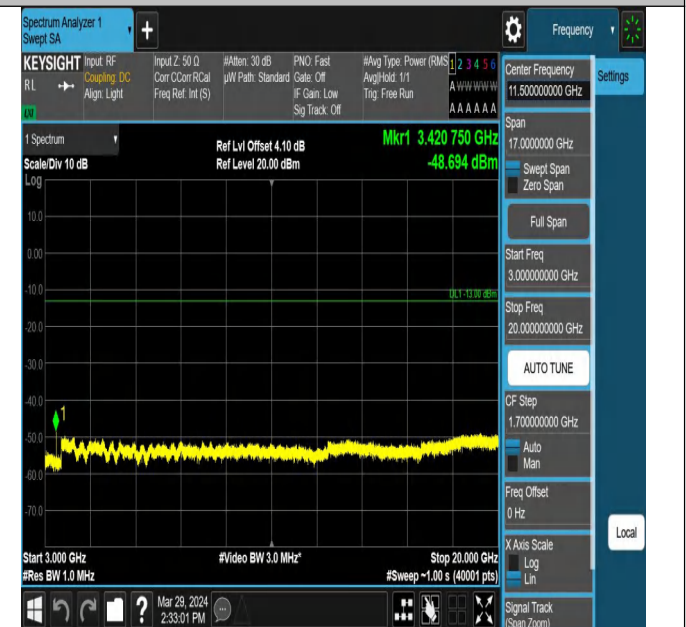 Spectrum Analyzer 1
Swept SA
+
Frequency
KEYSIGHT
RL
Input: RF
Coupling: DC
Align: Light
Input Z: 50 Ω
Corr CCorr RCal
Freq Ref: Int (S)
#Atten: 30 dB
µW Path: Standard
PNO: Fast
Gate: Off
IF Gain: Low
Sig Track: Off
#Avg Type: Power (RMS)
Avg|Hold: 1/1
Trig: Free Run
1 2 3 4 5 6
A W W W W W
A A A A A A
1 Spectrum
Scale/Div 10 dB
Log
Ref Lvl Offset 4.10 dB
Ref Level 20.00 dBm
Mkr1 3.420 750 GHz
-48.694 dBm
10.0
0.00
-10.0
DL1 -13.00 dBm
-20.0
-30.0
-40.0
1
-50.0
-60.0
-70.0
Start 3.000 GHz
#Res BW 1.0 MHz
#Video BW 3.0 MHz*
Stop 20.000 GHz
#Sweep ~1.00 s (40001 pts)
?
Mar 29, 2024
2:33:01 PM
Center Frequency
11.500000000 GHz
Settings
Span
17.0000000 GHz
Swept Span
Zero Span
Full Span
Start Freq
3.000000000 GHz
Stop Freq
20.000000000 GHz
AUTO TUNE
CF Step
1.700000000 GHz
Auto
Man
Freq Offset
0 Hz
X Axis Scale
Log
Lin
Local
Signal Track
(Span Zoom)